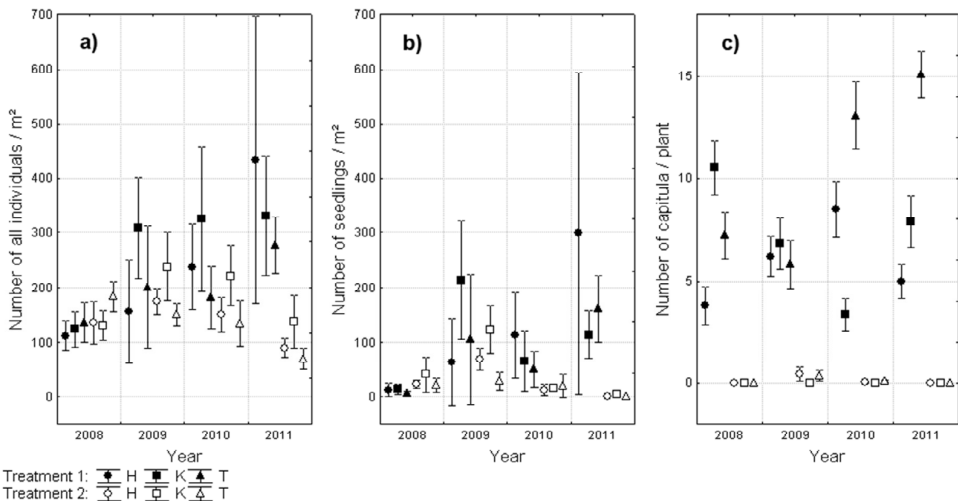 a)
Number of all individuals / m²
700
600
500
400
300
200
100
0
2008 2009 2010 2011
Year
b)
Number of seedlings / m²
700
600
500
400
300
200
100
0
2008 2009 2010 2011
Year
c)
Number of capitula / plant
15
10
5
0
2008 2009 2010 2011
Year
Treatment 1: H K T
Treatment 2: H K T